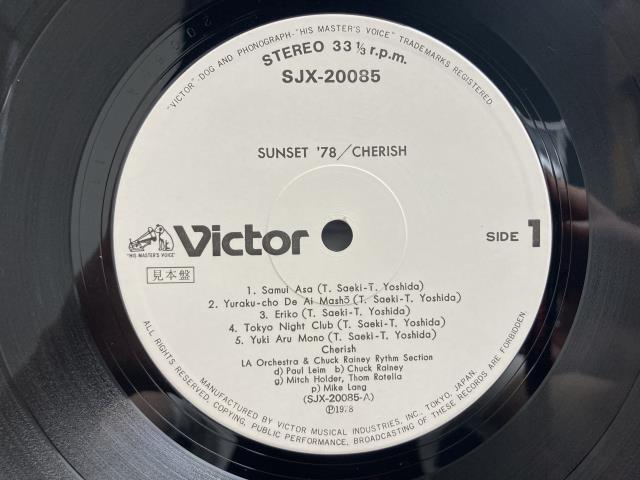 "VICTOR"-DOG AND PHONOGRAPH-"HIS MASTER'S VOICE" TRADEMARKS REGISTERED.
STEREO 33 1/3 r.p.m.
SJX-20085
SUNSET '78/CHERISH
Victor
"HIS MASTER'S VOICE"
SIDE 1
見本盤
1. Samui Asa (T. Saeki-T. Yoshida)
2. Yuraku-cho De Ai Mashō (T. Saeki-T. Yoshida)
3. Eriko (T. Saeki-T. Yoshida)
4. Tokyo Night Club (T. Saeki-T. Yoshida)
5. Yuki Aru Mono (T. Saeki-T. Yoshida)
Cherish
LA Orchestra & Chuck Rainey Rythm Section
d) Paul Leim b) Chuck Rainey
g) Mitch Holder, Thom Rotella
p) Mike Lang
(SJX-20085-A)
℗1978
MANUFACTURED BY VICTOR MUSICAL INDUSTRIES, INC., TOKYO, JAPAN.
ALL RIGHTS RESERVED, COPYING, PUBLIC PERFORMANCE, BROADCASTING OF THESE RECORDS ARE FORBIDDEN.